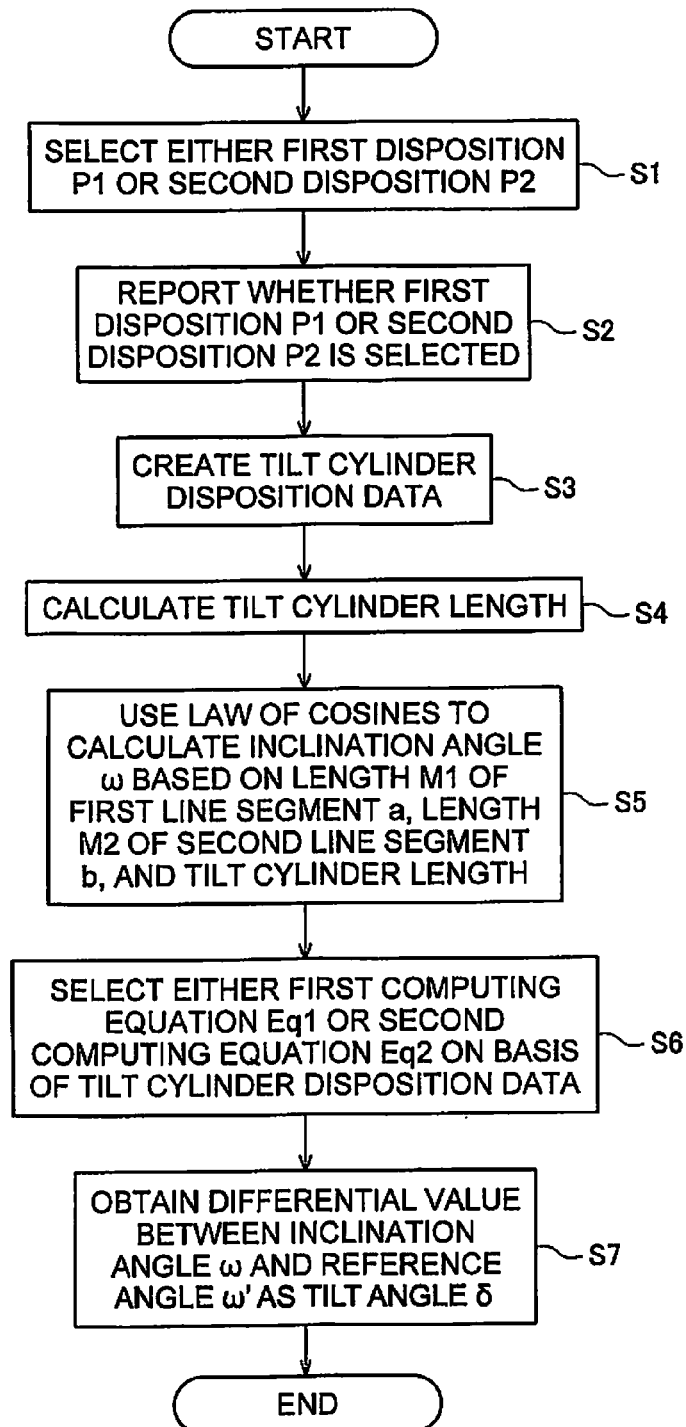 START
SELECT EITHER FIRST DISPOSITION
P1 OR SECOND DISPOSITION P2
S1
REPORT WHETHER FIRST
DISPOSITION P1 OR SECOND
DISPOSITION P2 IS SELECTED
S2
CREATE TILT CYLINDER
DISPOSITION DATA
S3
CALCULATE TILT CYLINDER LENGTH
S4
USE LAW OF COSINES TO
CALCULATE INCLINATION ANGLE
ω BASED ON LENGTH M1 OF
FIRST LINE SEGMENT a, LENGTH
M2 OF SECOND LINE SEGMENT
b, AND TILT CYLINDER LENGTH
S5
SELECT EITHER FIRST COMPUTING
EQUATION Eq1 OR SECOND
COMPUTING EQUATION Eq2 ON BASIS
OF TILT CYLINDER DISPOSITION DATA
S6
OBTAIN DIFFERENTIAL VALUE
BETWEEN INCLINATION
ANGLE ω AND REFERENCE
ANGLE ω' AS TILT ANGLE δ
S7
END